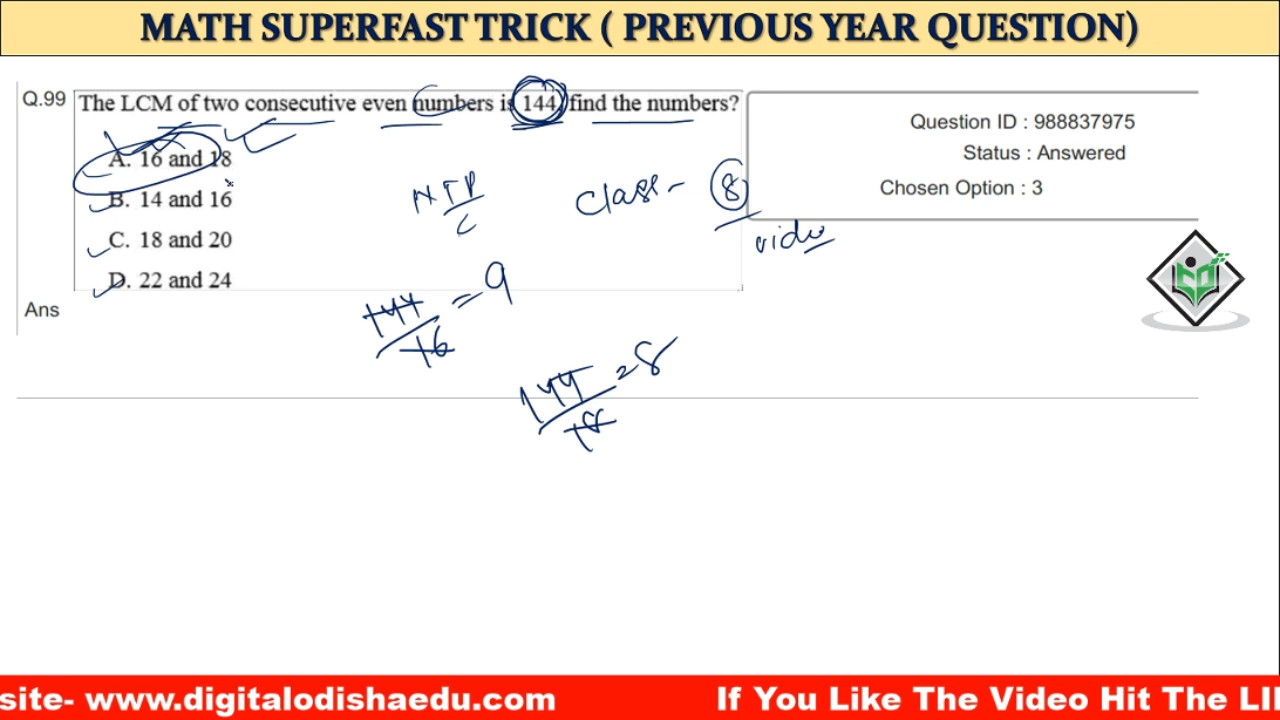 MATH SUPERFAST TRICK ( PREVIOUS YEAR QUESTION)
Q.99 The LCM of two consecutive even numbers is 144 find the numbers?
A. 16 and 18
B. 14 and 16
C. 18 and 20
D. 22 and 24
Ans
Question ID : 988837975
Status : Answered
Chosen Option : 3
NTP
C
Class - 8
video
144/16 = 9
144/18 = 8
site- www.digitalodishaedu.com
If You Like The Video Hit The LI